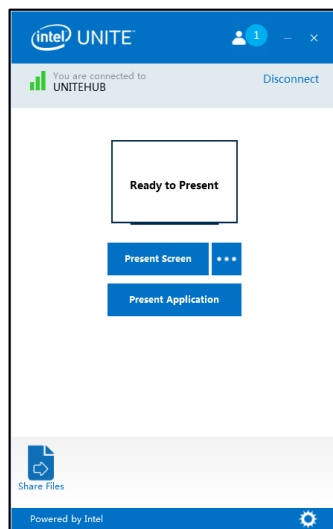 intel UNITE™
1
You are connected to
UNITEHUB
Disconnect
Ready to Present
Present Screen
Present Application
Share Files
Powered by Intel